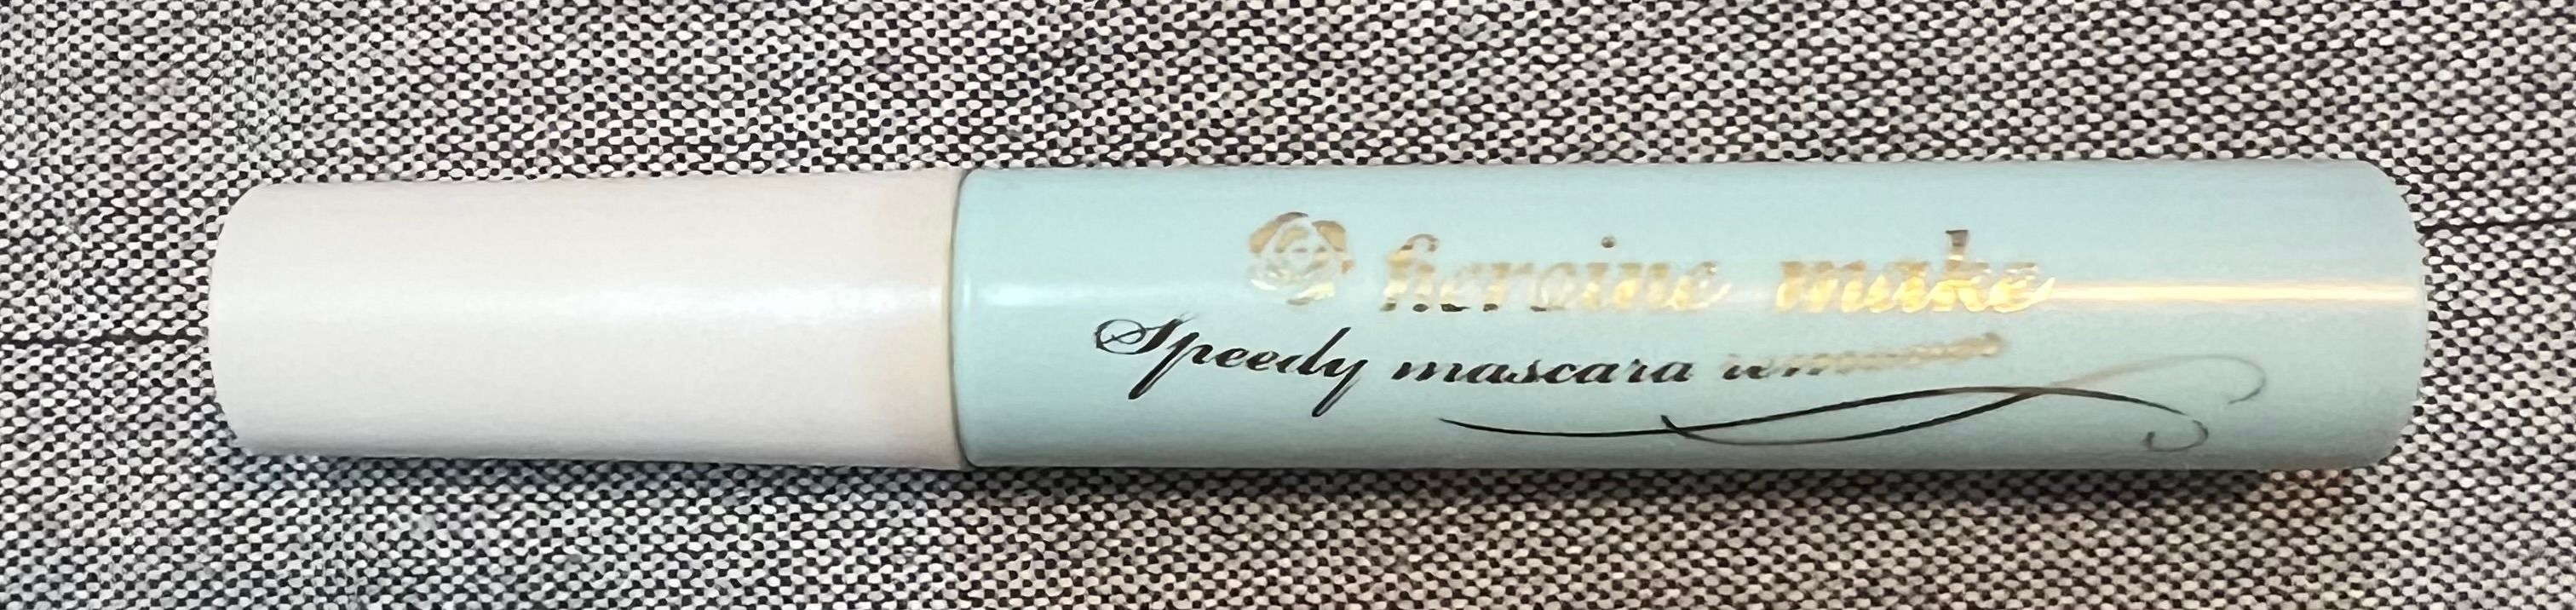 heroine make
Speedy mascara